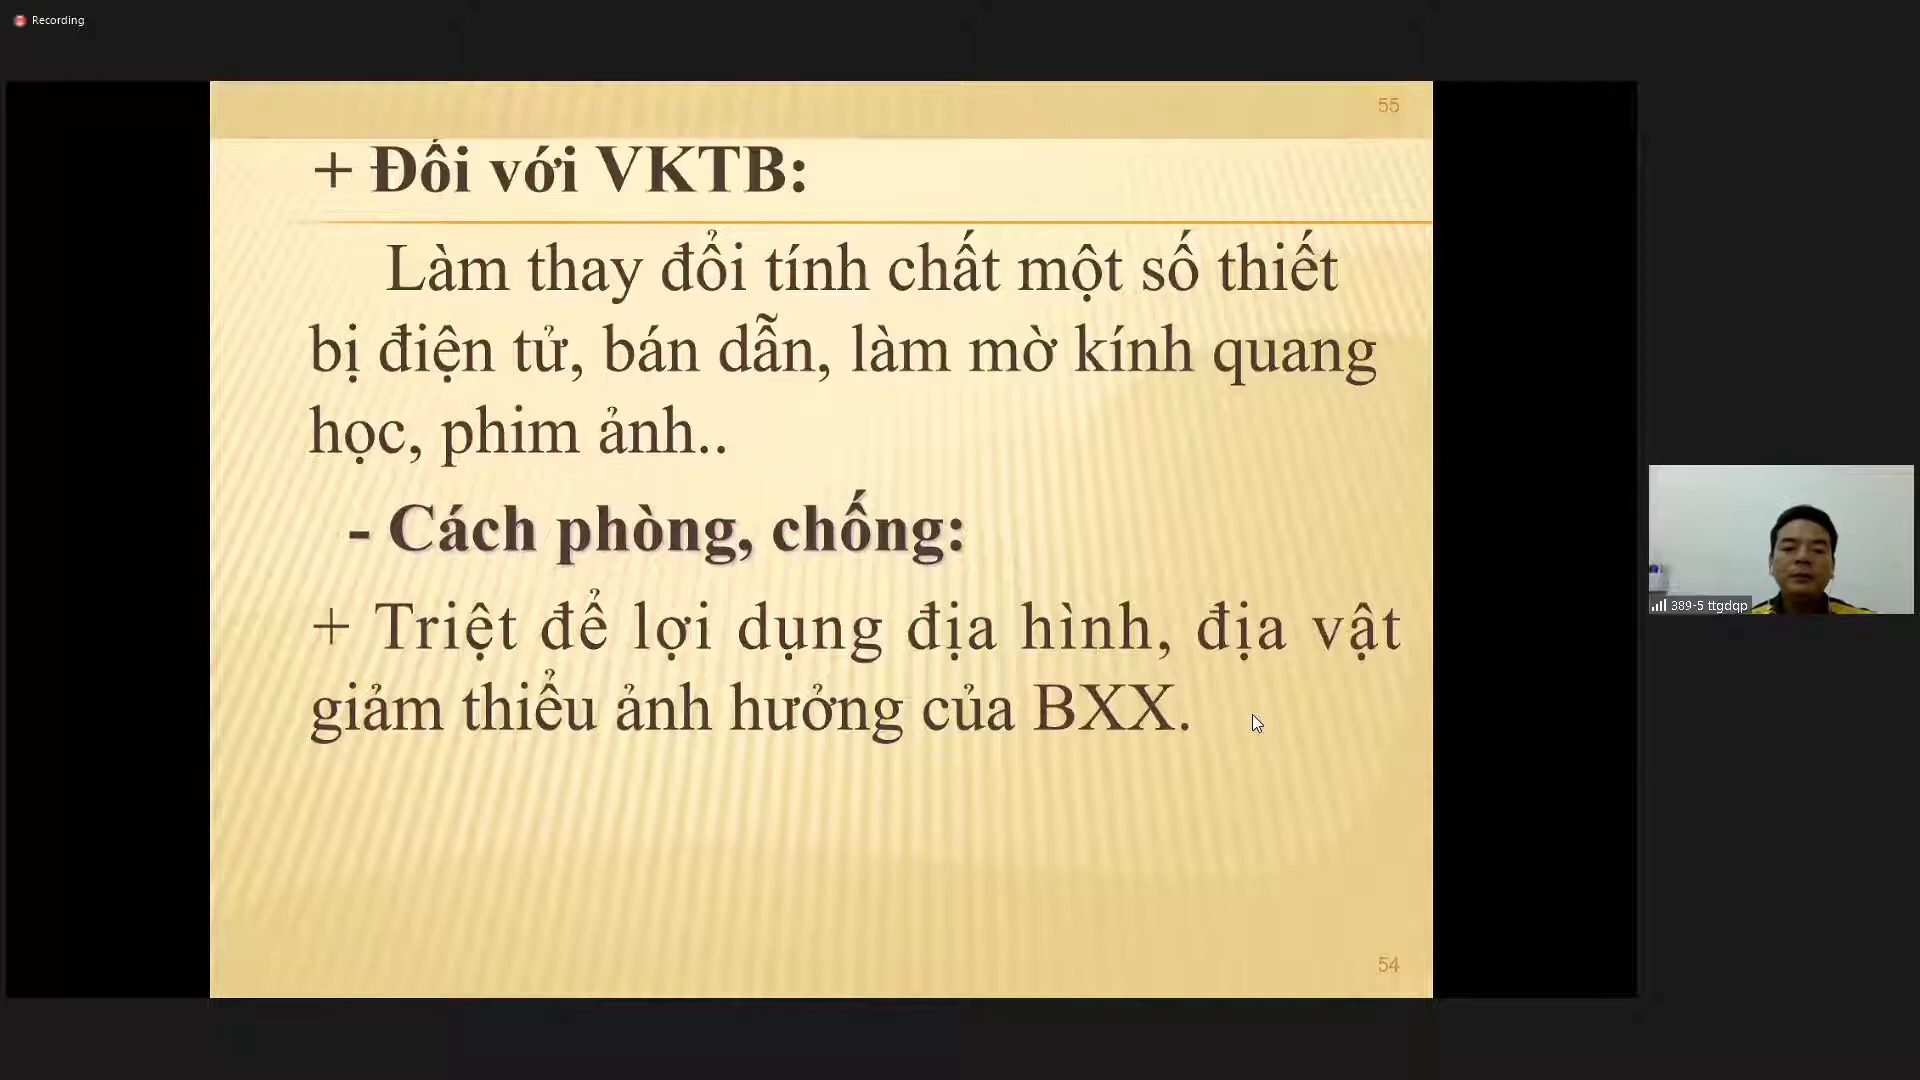 Recording
55
+ Đối với VKTB:
Làm thay đổi tính chất một số thiết
bị điện tử, bán dẫn, làm mờ kính quang
học, phim ảnh..
- Cách phòng, chống:
+ Triệt để lợi dụng địa hình, địa vật
giảm thiểu ảnh hưởng của BXX.
389-5 ttgdqp
54